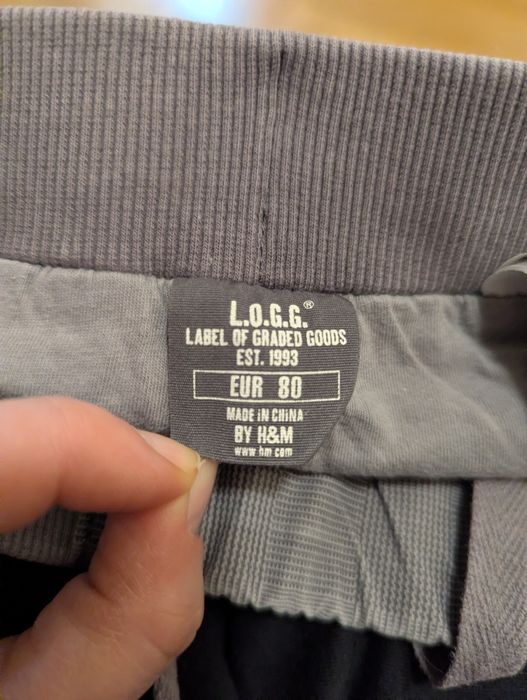 L.O.G.G.®
LABEL OF GRADED GOODS
EST. 1993
EUR 80
MADE IN CHINA
BY H&M
www.hm.com